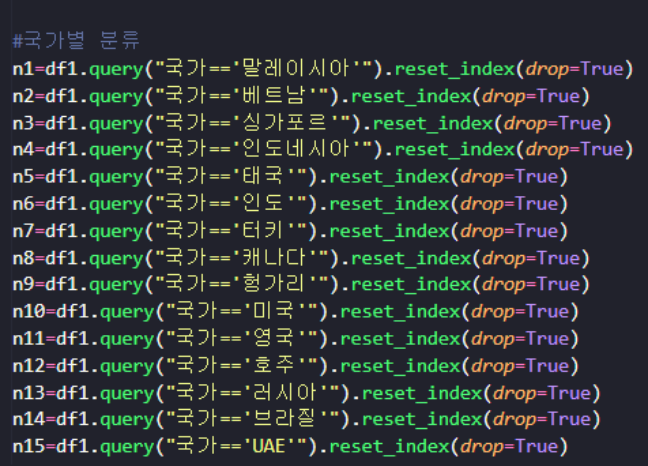 #국가별 분류
n1=df1.query("국가=='말레이시아'").reset_index(drop=True)
n2=df1.query("국가=='베트남'").reset_index(drop=True)
n3=df1.query("국가=='싱가포르'").reset_index(drop=True)
n4=df1.query("국가=='인도네시아'").reset_index(drop=True)
n5=df1.query("국가=='태국'").reset_index(drop=True)
n6=df1.query("국가=='인도'").reset_index(drop=True)
n7=df1.query("국가=='터키'").reset_index(drop=True)
n8=df1.query("국가=='캐나다'").reset_index(drop=True)
n9=df1.query("국가=='헝가리'").reset_index(drop=True)
n10=df1.query("국가=='미국'").reset_index(drop=True)
n11=df1.query("국가=='영국'").reset_index(drop=True)
n12=df1.query("국가=='호주'").reset_index(drop=True)
n13=df1.query("국가=='러시아'").reset_index(drop=True)
n14=df1.query("국가=='브라질'").reset_index(drop=True)
n15=df1.query("국가=='UAE'").reset_index(drop=True)